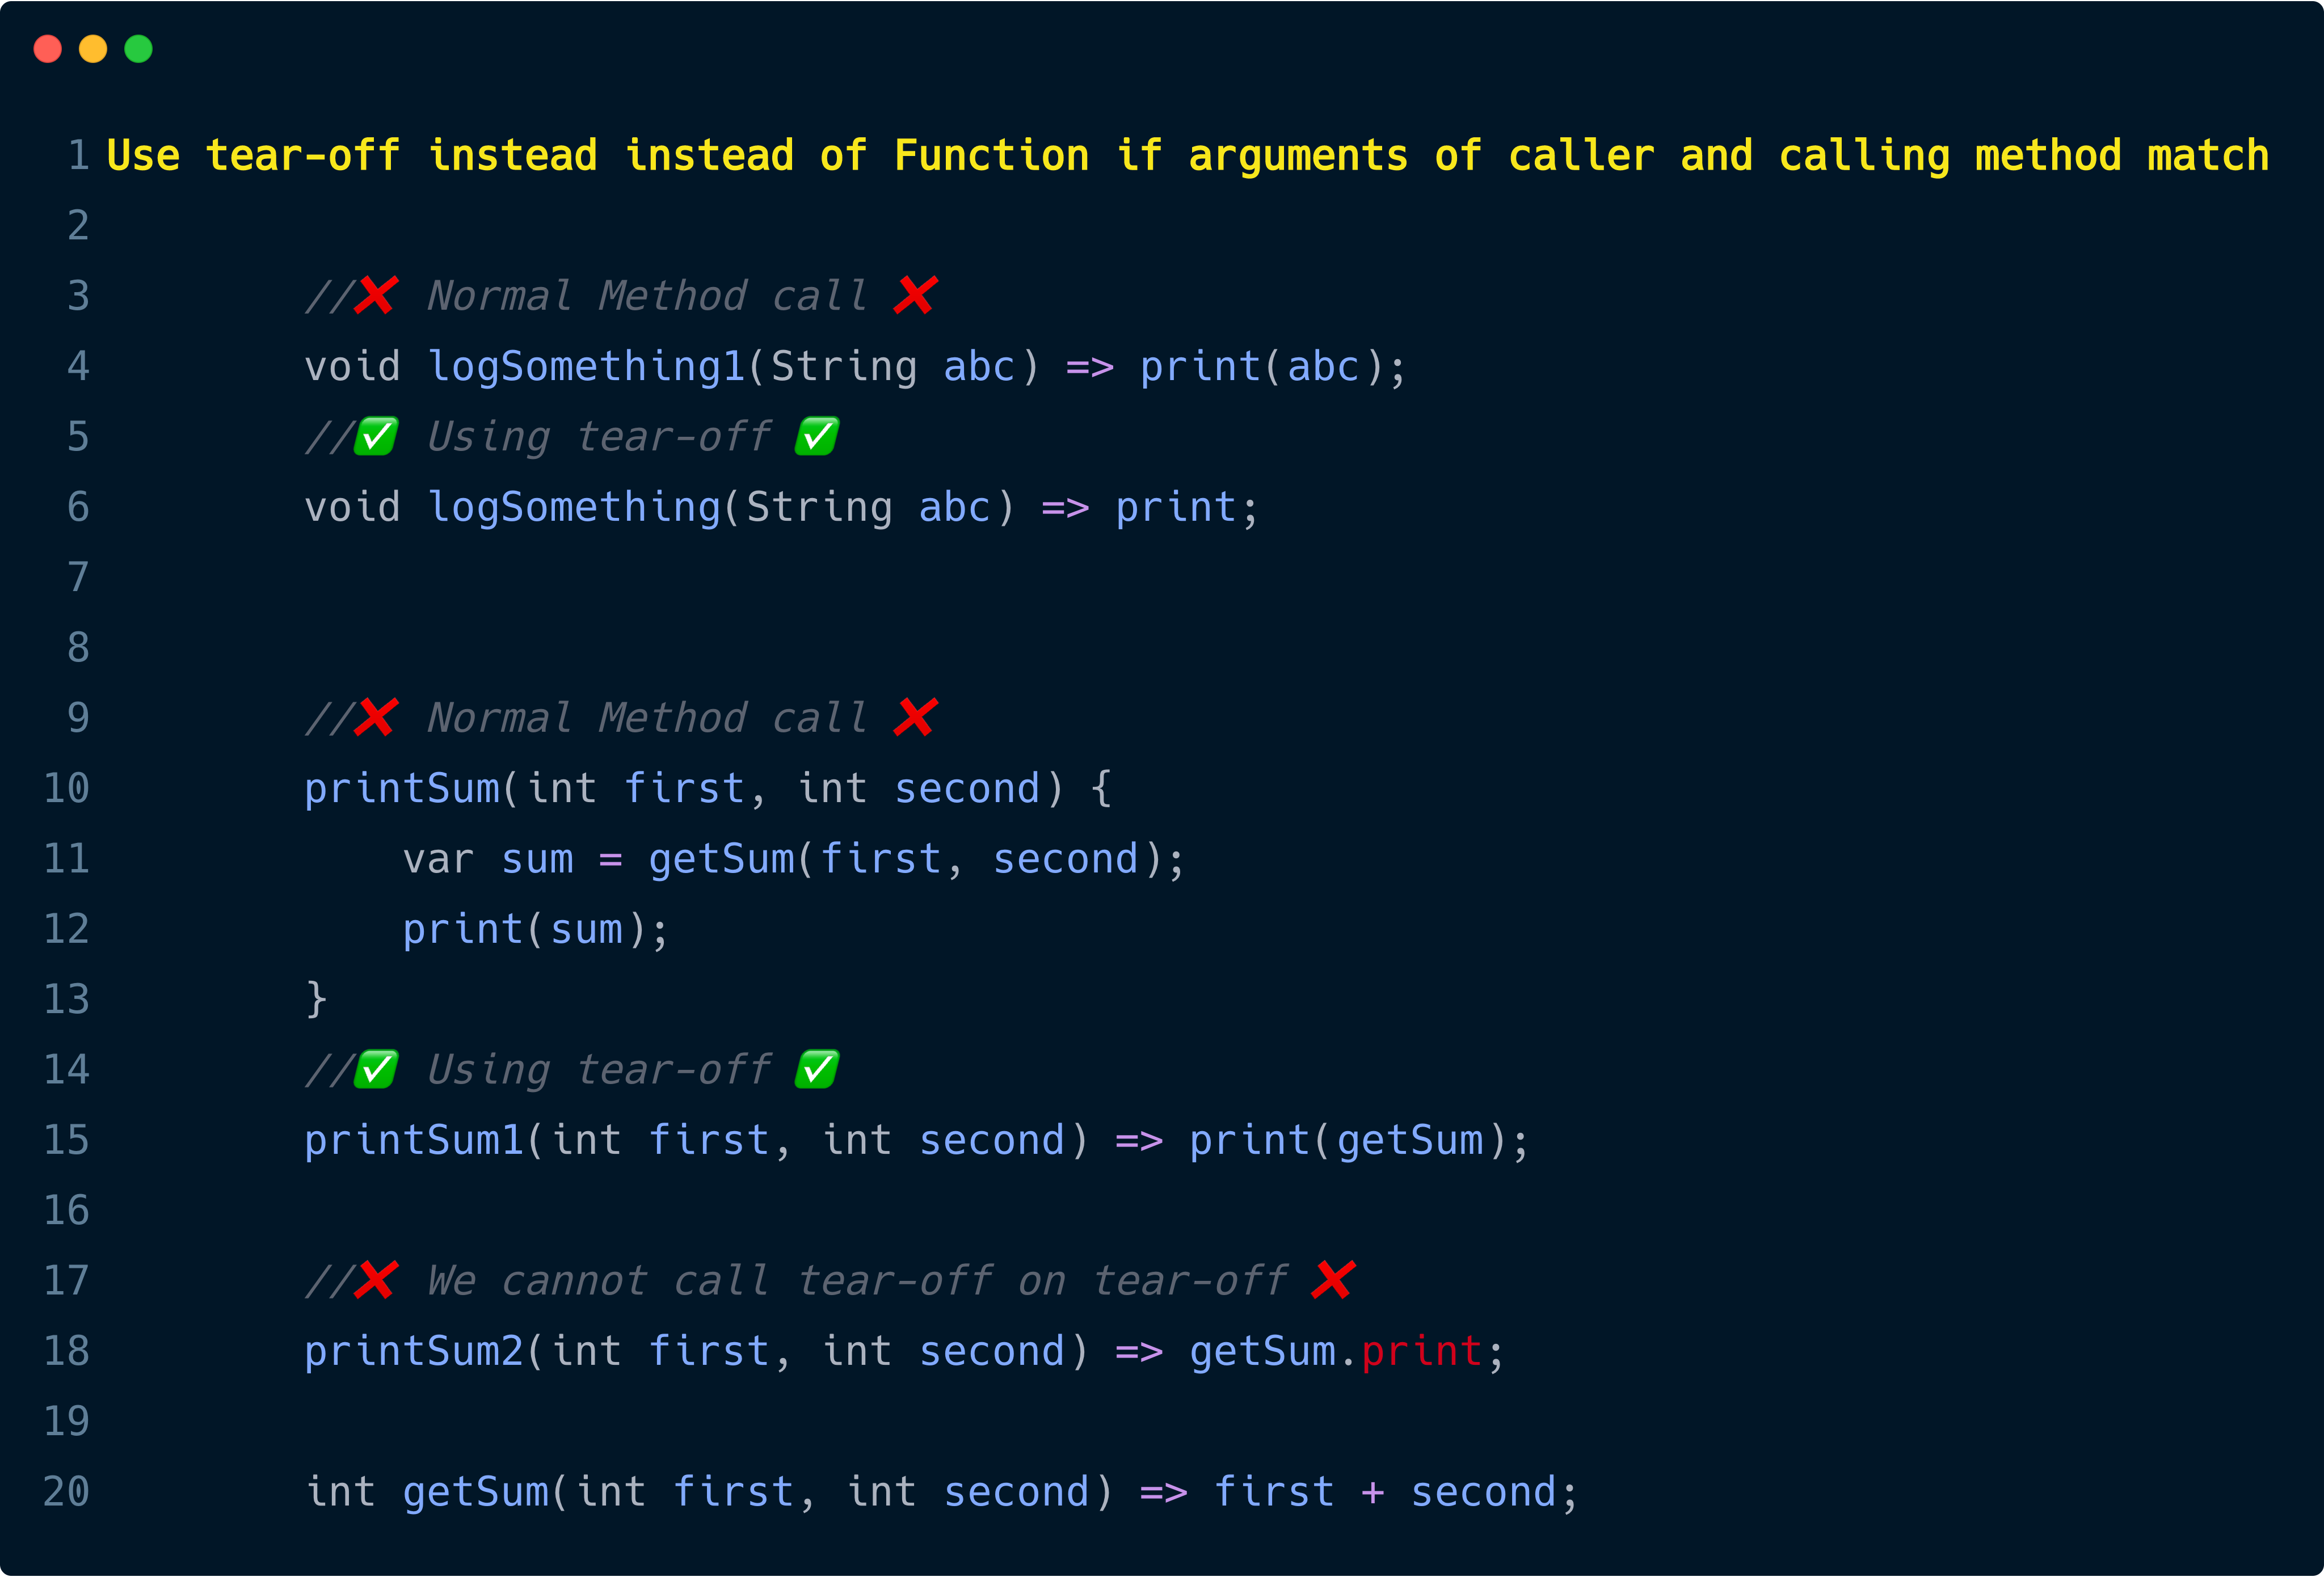 1 Use tear-off instead instead of Function if arguments of caller and calling method match
2
3 //❌ Normal Method call ❌
4 void logSomething1(String abc) => print(abc);
5 //✅ Using tear-off ✅
6 void logSomething(String abc) => print;
7
8
9 //❌ Normal Method call ❌
10 printSum(int first, int second) {
11 var sum = getSum(first, second);
12 print(sum);
13 }
14 //✅ Using tear-off ✅
15 printSum1(int first, int second) => print(getSum);
16
17 //❌ We cannot call tear-off on tear-off ❌
18 printSum2(int first, int second) => getSum.print;
19
20 int getSum(int first, int second) => first + second;